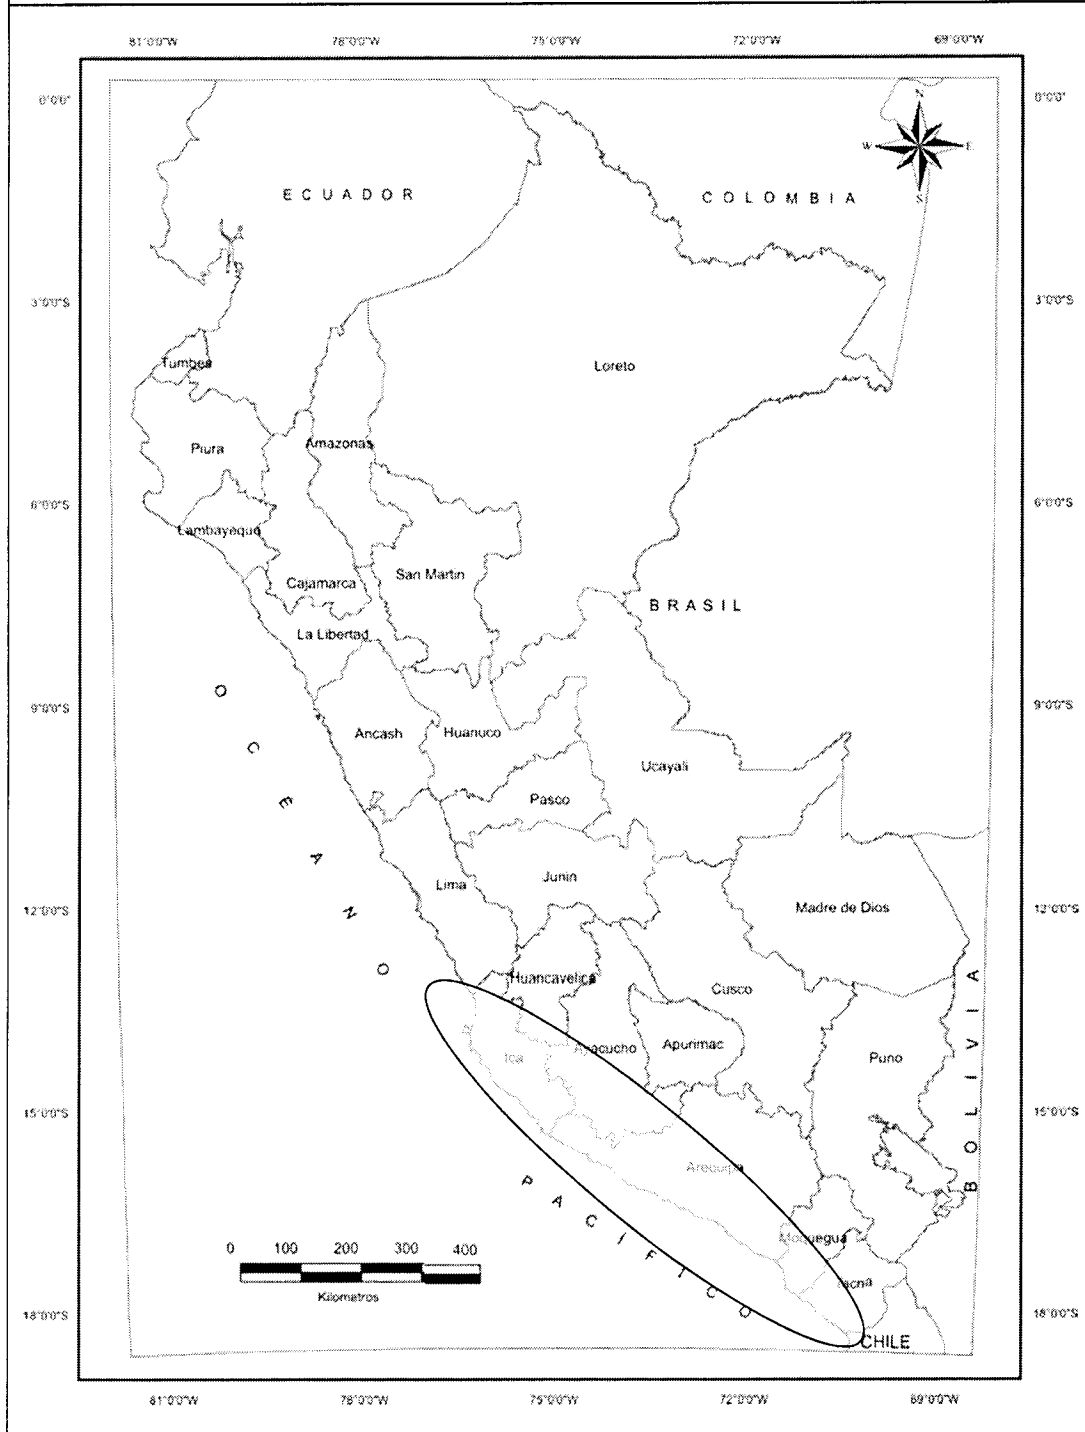 81°0'0"W 78°0'0"W 75°0'0"W 72°0'0"W 69°0'0"W
0°0'0" 0°0'0"
N
W E
S
ECUADOR
COLOMBIA
3°0'0"S 3°0'0"S
Tumbes
Loreto
Piura
Amazonas
6°0'0"S 6°0'0"S
Lambayeque
Cajamarca
San Martin
BRASIL
La Libertad
9°0'0"S 9°0'0"S
Ancash
Huanuco
Ucayali
Pasco
Lima
Junin
Madre de Dios
12°0'0"S 12°0'0"S
OCEANO
Huancavelica
Cusco
Ica
Ayacucho
Apurimac
Puno
BOLIVIA
15°0'0"S 15°0'0"S
Arequipa
PACIFICO
Moquegua
Tacna
0 100 200 300 400
Kilometros
18°0'0"S 18°0'0"S
CHILE
81°0'0"W 78°0'0"W 75°0'0"W 72°0'0"W 69°0'0"W